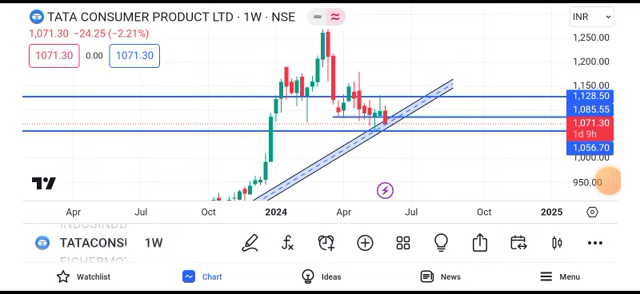 TATA CONSUMER PRODUCT LTD · 1W · NSE
INR
1,071.30 −24.25 (−2.21%)
1071.30 0.00 1071.30
1,250.00
1,200.00
1,150.00
1,128.50
1,085.55
1,071.30
1d 9h
1,056.70
1,000.00
950.00
Apr Jul Oct 2024 Apr Jul Oct 2025
TATACONSU 1W
Watchlist Chart Ideas News Menu